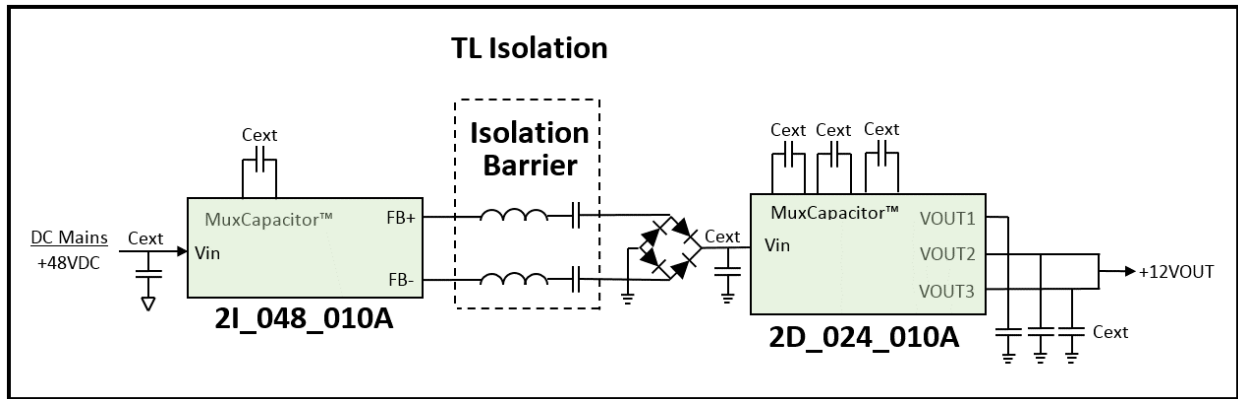 TL Isolation
Isolation
Barrier
Cext
Cext
Cext
Cext
MuxCapacitor™
FB+
MuxCapacitor™
VOUT1
DC Mains
Cext
Cext
+48VDC
Vin
Vin
VOUT2
+12VOUT
FB-
VOUT3
2I_048_010A
2D_024_010A
Cext